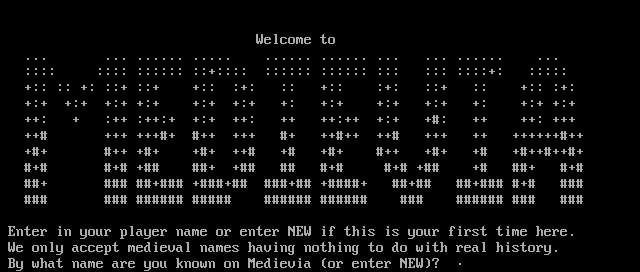 Welcome to
MEDIEVIA
Enter in your player name or enter NEW if this is your first time here.
We only accept medieval names having nothing to do with real history.
By what name are you known on Medievia (or enter NEW)?